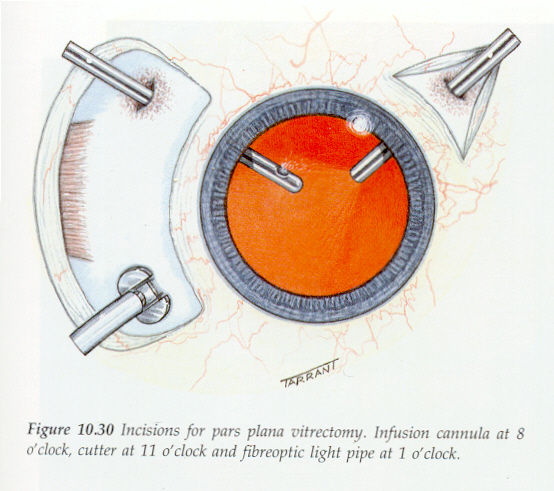 TARRANT
Figure 10.30 Incisions for pars plana vitrectomy. Infusion cannula at 8
o'clock, cutter at 11 o'clock and fibreoptic light pipe at 1 o'clock.